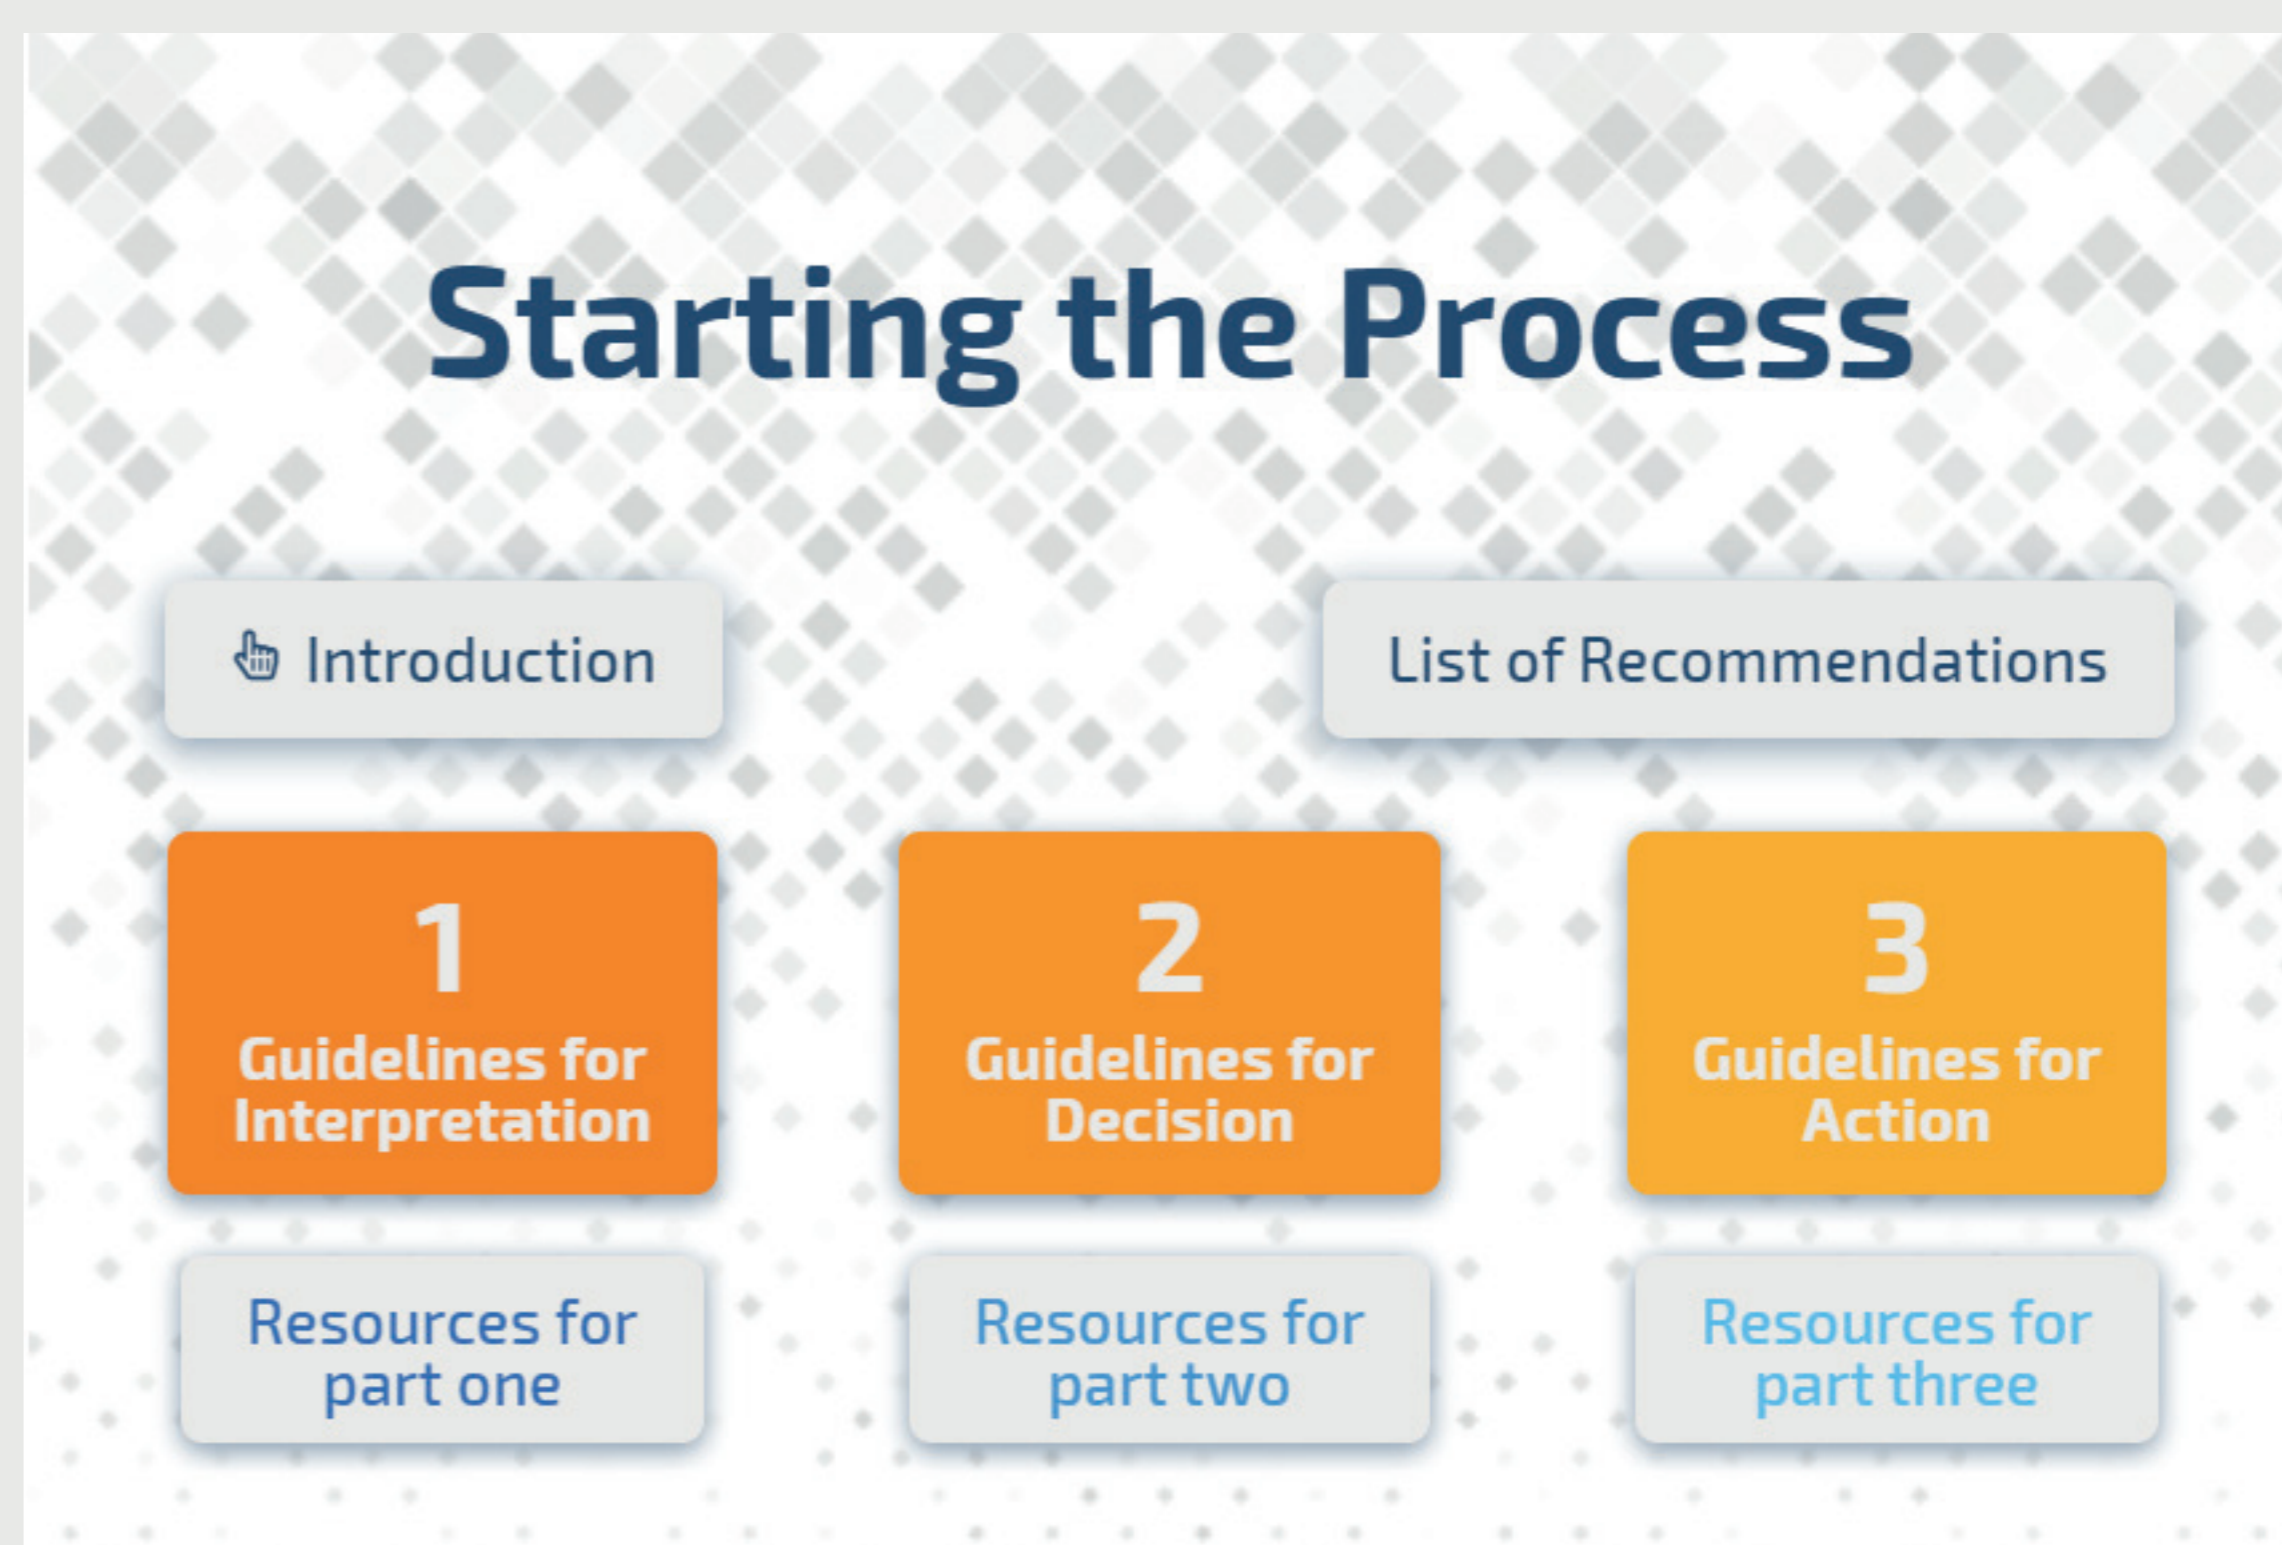 Starting the Process
Introduction
List of Recommendations
1
Guidelines for
Interpretation
2
Guidelines for
Decision
3
Guidelines for
Action
Resources for
part one
Resources for
part two
Resources for
part three